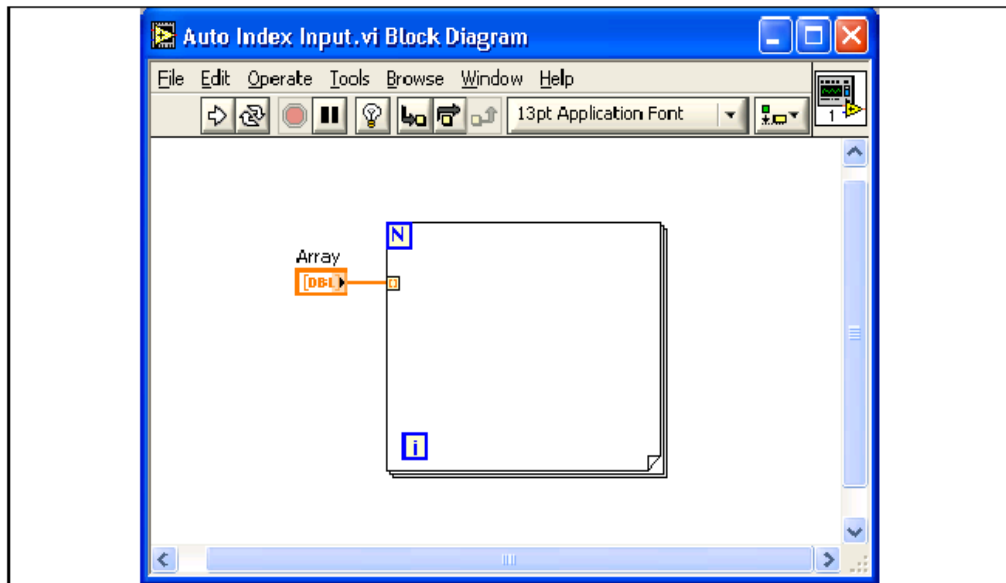 Auto Index Input.vi Block Diagram
File Edit Operate Tools Browse Window Help
13pt Application Font
1
N
Array
[DBL]
i